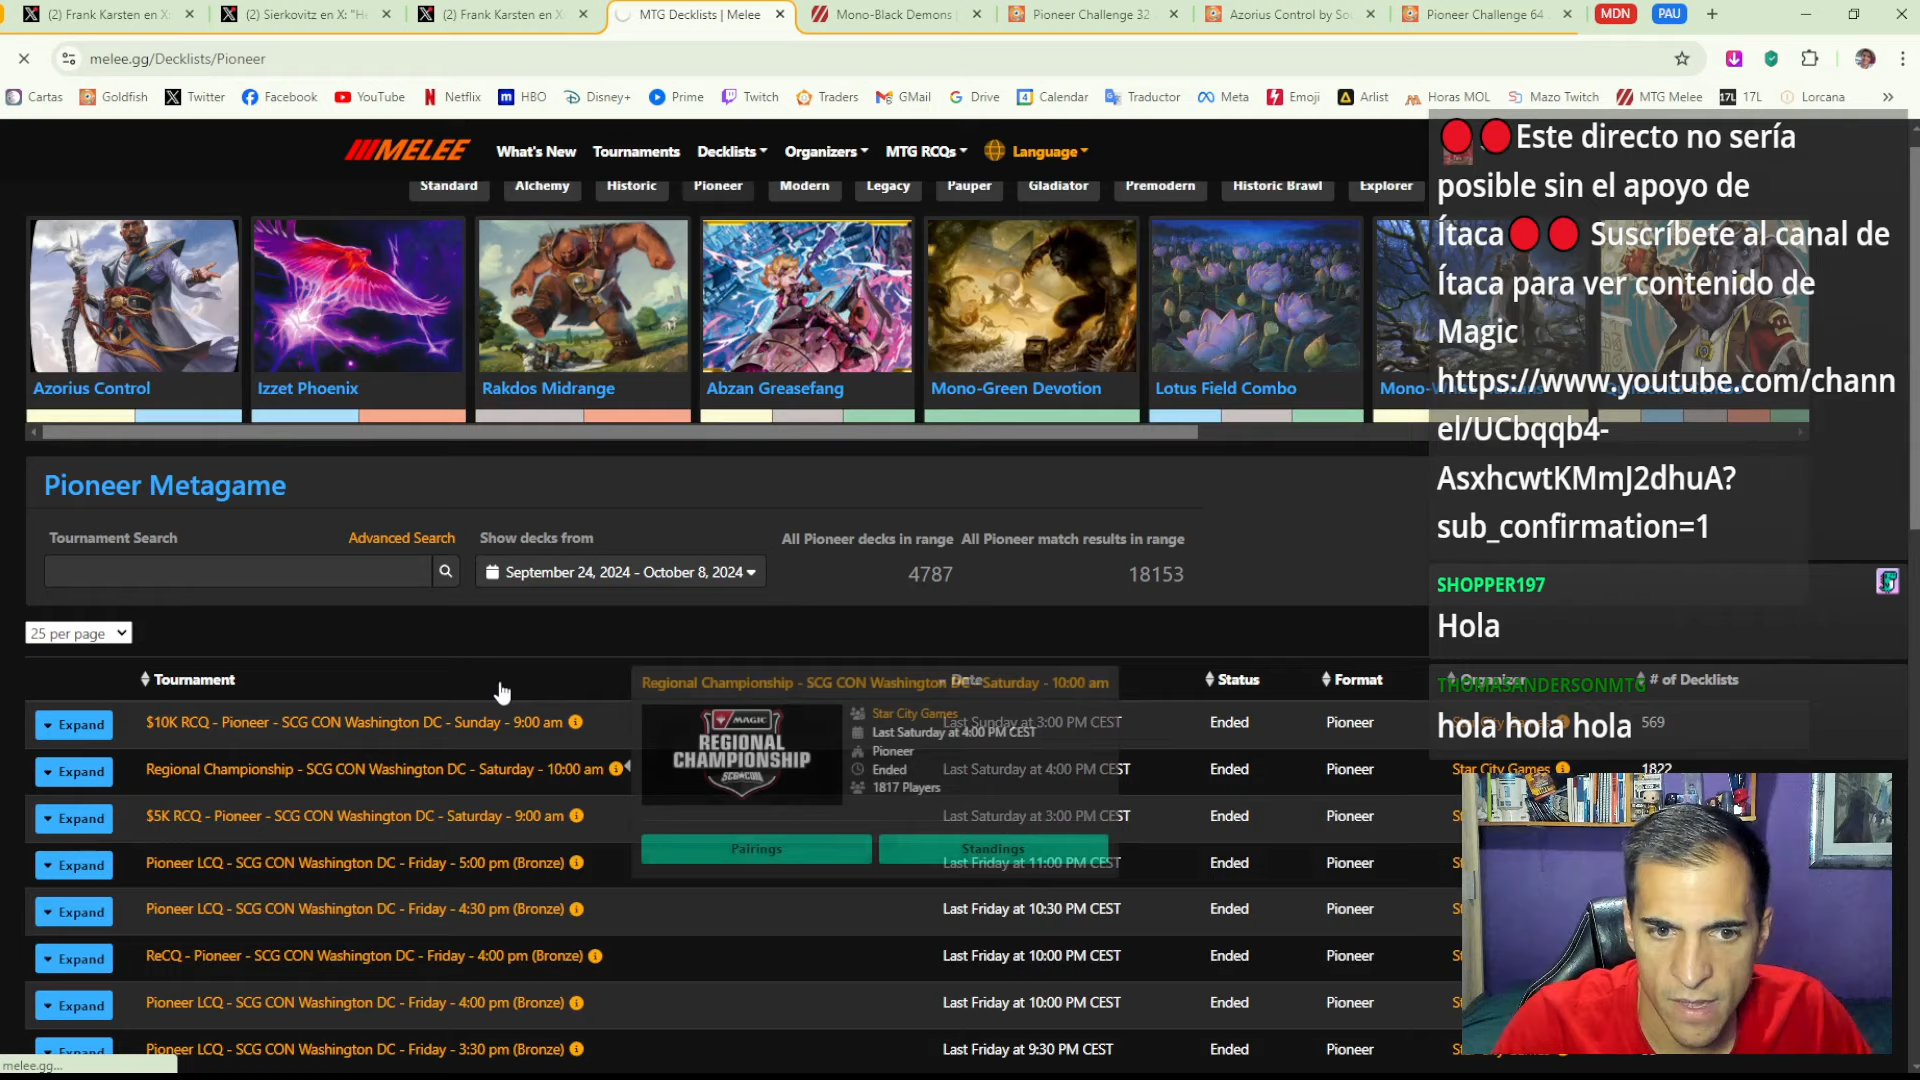 (2) Frank Karsten en X:
(2) Sierkovitz en X: "He
(2) Frank Karsten en X
MTG Decklists | Melee
Mono-Black Demons
Pioneer Challenge 32
Azorius Control by So
Pioneer Challenge 64
MDN
PAU
melee.gg/Decklists/Pioneer
Cartas
Goldfish
Twitter
Facebook
YouTube
Netflix
HBO
Disney+
Prime
Twitch
Traders
GMail
Drive
Calendar
Traductor
Meta
Emoji
Arlist
Horas MOL
Mazo Twitch
MTG Melee
17L
Lorcana
MELEE
What's New
Tournaments
Decklists
Organizers
MTG RCQs
Language
Standard
Alchemy
Historic
Pioneer
Modern
Legacy
Pauper
Gladiator
Premodern
Historic Brawl
Explorer
Azorius Control
Izzet Phoenix
Rakdos Midrange
Abzan Greasefang
Mono-Green Devotion
Lotus Field Combo
Este directo no sería
posible sin el apoyo de
Ítaca Suscríbete al canal de
Ítaca para ver contenido de
Magic
https://www.youtube.com/chann
el/UCbqqb4-
AsxhcwtKMmJ2dhuA?
sub_confirmation=1
SHOPPER197
Hola
THOMASANDERSONMTG
hola hola hola
Pioneer Metagame
Tournament Search
Advanced Search
Show decks from
All Pioneer decks in range
All Pioneer match results in range
September 24, 2024 - October 8, 2024
4787
18153
25 per page
Tournament
Date
Status
Format
Organizer
# of Decklists
Expand
$10K RCQ - Pioneer - SCG CON Washington DC - Sunday - 9:00 am
Last Sunday at 3:00 PM CEST
Ended
Pioneer
569
Expand
Regional Championship - SCG CON Washington DC - Saturday - 10:00 am
Last Saturday at 4:00 PM CEST
Ended
Pioneer
Star City Games
1822
Expand
$5K RCQ - Pioneer - SCG CON Washington DC - Saturday - 9:00 am
Last Saturday at 3:00 PM CEST
Ended
Pioneer
Expand
Pioneer LCQ - SCG CON Washington DC - Friday - 5:00 pm (Bronze)
Last Friday at 11:00 PM CEST
Ended
Pioneer
Expand
Pioneer LCQ - SCG CON Washington DC - Friday - 4:30 pm (Bronze)
Last Friday at 10:30 PM CEST
Ended
Pioneer
Expand
ReCQ - Pioneer - SCG CON Washington DC - Friday - 4:00 pm (Bronze)
Last Friday at 10:00 PM CEST
Ended
Pioneer
Expand
Pioneer LCQ - SCG CON Washington DC - Friday - 4:00 pm (Bronze)
Last Friday at 10:00 PM CEST
Ended
Pioneer
Expand
Pioneer LCQ - SCG CON Washington DC - Friday - 3:30 pm (Bronze)
Last Friday at 9:30 PM CEST
Ended
Pioneer
Regional Championship - SCG CON Washington DC - Saturday - 10:00 am
MAGIC
REGIONAL
CHAMPIONSHIP
SCG CON
Star City Games
Last Saturday at 4:00 PM CEST
Pioneer
Ended
1817 Players
Pairings
Standings
melee.gg...